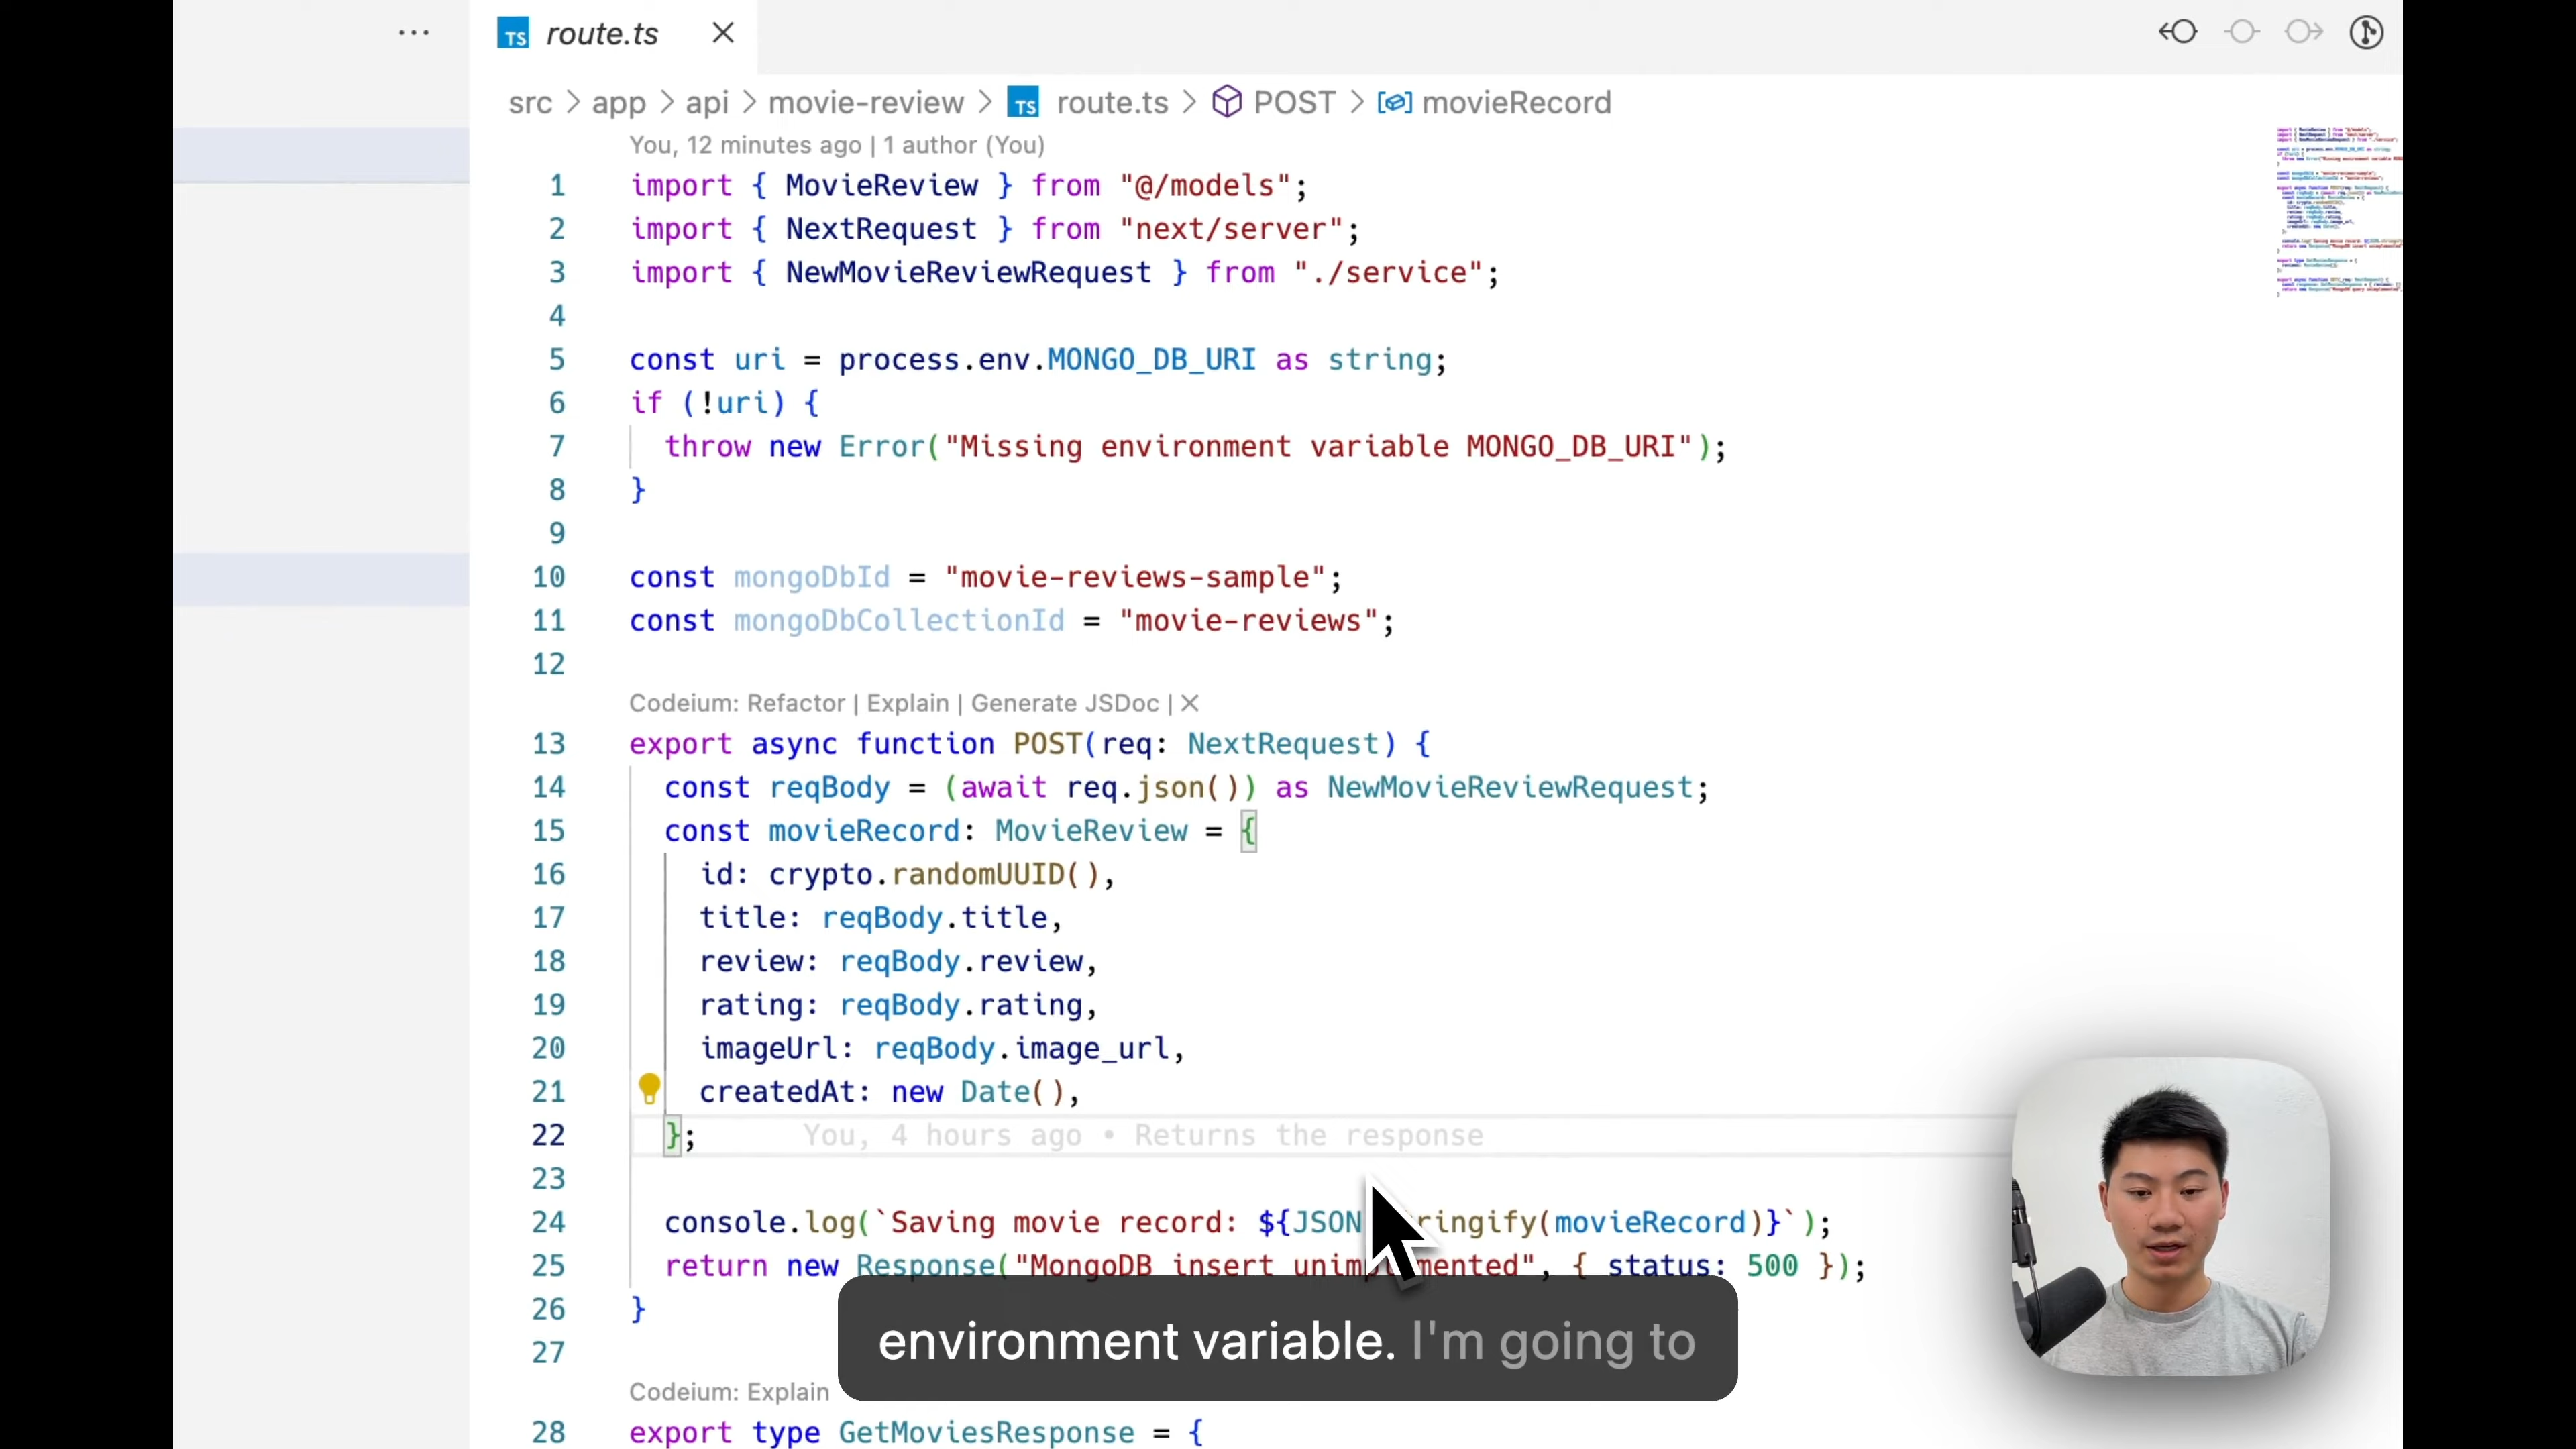 ··· TS route.ts
src > app > api > movie-review > TS route.ts > POST > movieRecord
You, 12 minutes ago | 1 author (You)
1 import { MovieReview } from "@/models";
2 import { NextRequest } from "next/server";
3 import { NewMovieReviewRequest } from "./service";
4
5 const uri = process.env.MONGO_DB_URI as string;
6 if (!uri) {
7 throw new Error("Missing environment variable MONGO_DB_URI");
8 }
9
10 const mongoDbId = "movie-reviews-sample";
11 const mongoDbCollectionId = "movie-reviews";
12
Codeium: Refactor | Explain | Generate JSDoc | ×
13 export async function POST(req: NextRequest) {
14 const reqBody = (await req.json()) as NewMovieReviewRequest;
15 const movieRecord: MovieReview = {
16 id: crypto.randomUUID(),
17 title: reqBody.title,
18 review: reqBody.review,
19 rating: reqBody.rating,
20 imageUrl: reqBody.image_url,
21 createdAt: new Date(),
22 }; You, 4 hours ago • Returns the response
23
24 console.log(`Saving movie record: ${JSON ringify(movieRecord)}`);
25 return new Response("MongoDB insert unimplemented", { status: 500 });
26 }
27
environment variable. I'm going to
Codeium: Explain
28 export type GetMoviesResponse = {